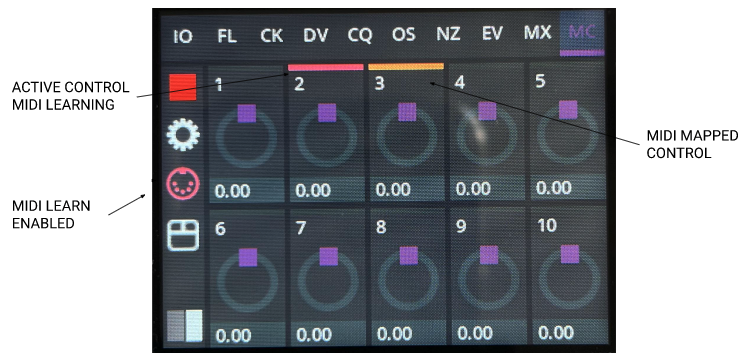 IO FL CK DV CQ OS NZ EV MX MC
ACTIVE CONTROL
MIDI LEARNING
1 2 3 4 5
MIDI MAPPED
CONTROL
0.00 0.00 0.00 0.00 0.00
MIDI LEARN
ENABLED
6 7 8 9 10
0.00 0.00 0.00 0.00 0.00